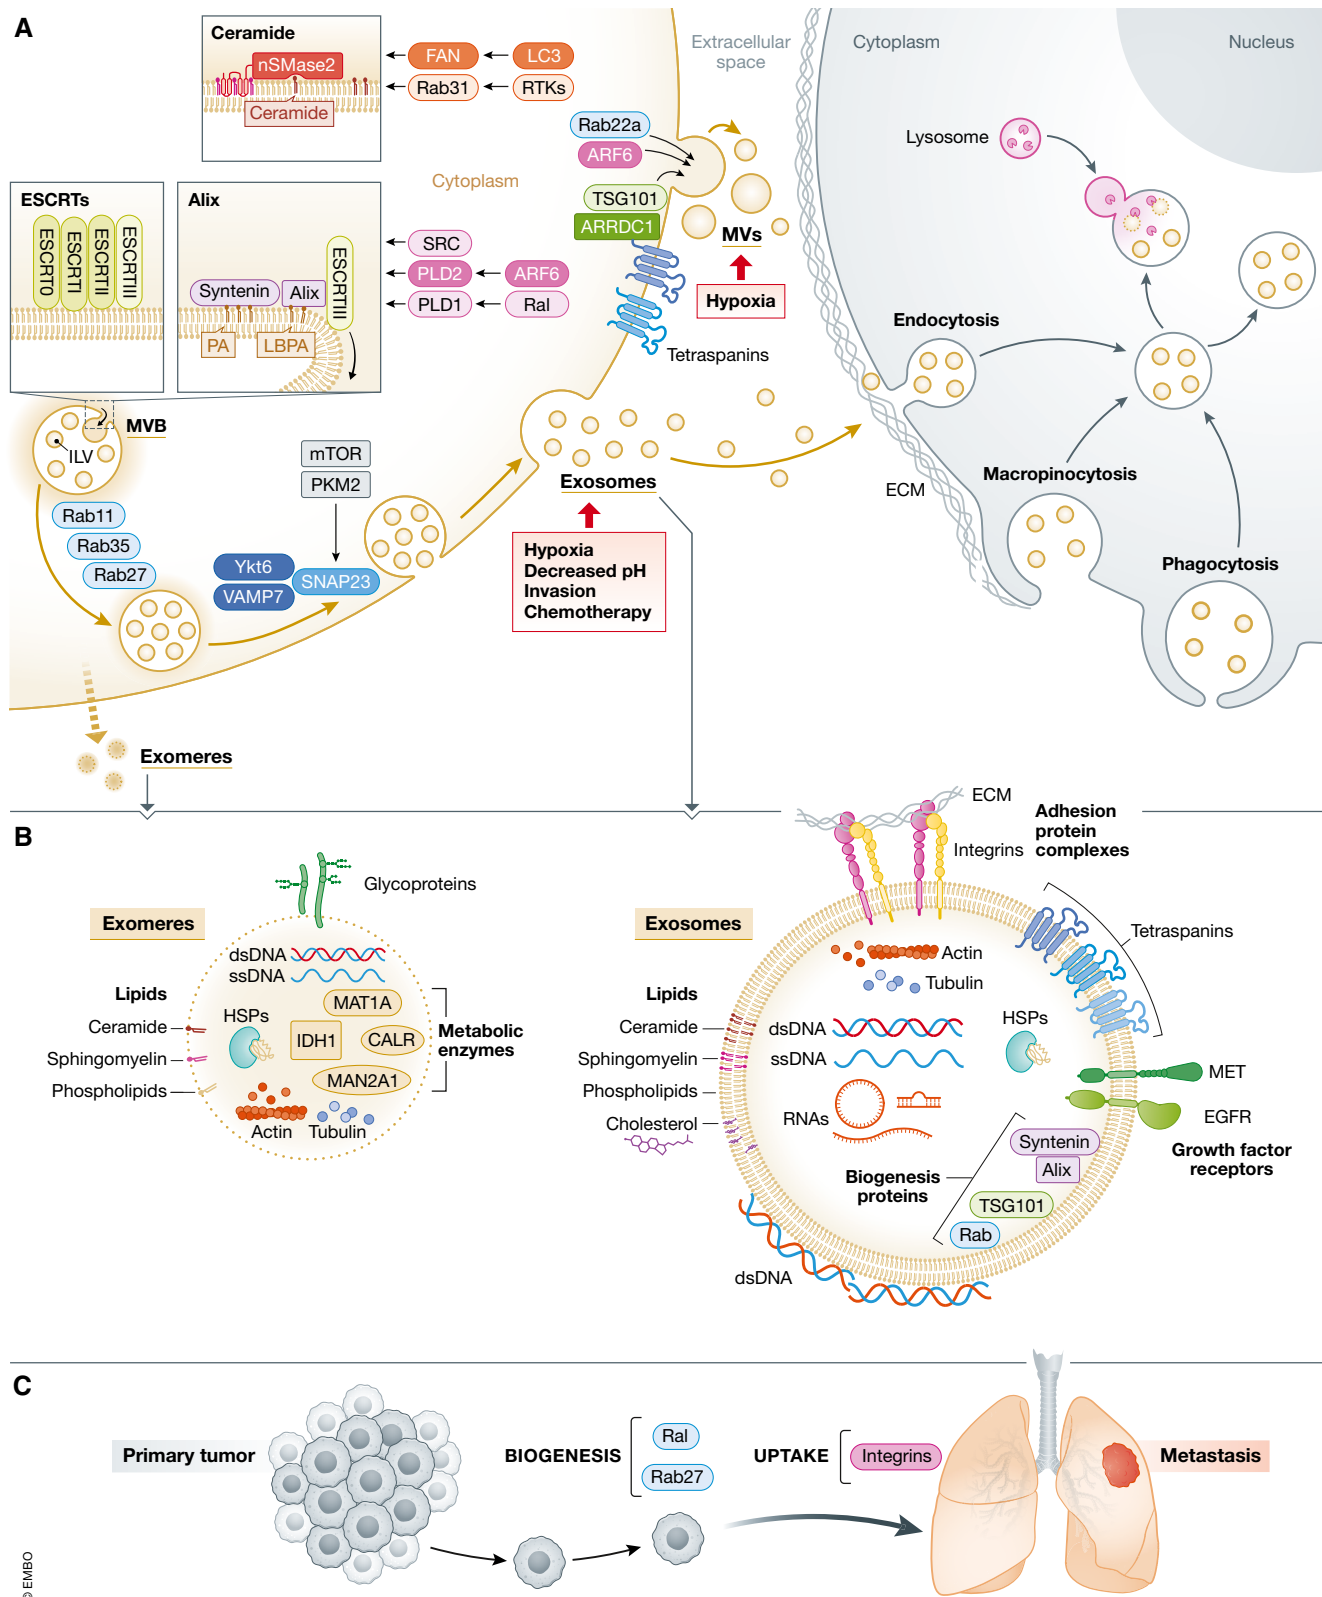 A
Ceramide
nSMase2
Ceramide
FAN
LC3
Rab31
RTKs
Extracellular
space
Cytoplasm
Nucleus
Rab22a
ARF6
TSG101
ARRDC1
MVs
Hypoxia
Tetraspanins
Cytoplasm
Lysosome
ESCRTs
ESCRT0
ESCRTI
ESCRTII
ESCRTIII
Alix
Syntenin
Alix
ESCRTIII
PA
LBPA
SRC
PLD2
ARF6
PLD1
Ral
Endocytosis
MVB
ILV
mTOR
PKM2
Rab11
Rab35
Rab27
Ykt6
VAMP7
SNAP23
Exosomes
Hypoxia
Decreased pH
Invasion
Chemotherapy
ECM
Macropinocytosis
Phagocytosis
Exomeres
B
Exomeres
Glycoproteins
dsDNA
ssDNA
Lipids
Ceramide
Sphingomyelin
Phospholipids
HSPs
MAT1A
IDH1
CALR
MAN2A1
Metabolic
enzymes
Actin
Tubulin
Exosomes
ECM
Integrins
Adhesion
protein
complexes
Tetraspanins
Actin
Tubulin
Lipids
Ceramide
Sphingomyelin
Phospholipids
Cholesterol
dsDNA
ssDNA
RNAs
HSPs
MET
EGFR
Growth factor
receptors
Biogenesis
proteins
Syntenin
Alix
TSG101
Rab
dsDNA
C
Primary tumor
BIOGENESIS
Ral
Rab27
UPTAKE
Integrins
Metastasis
© EMBO